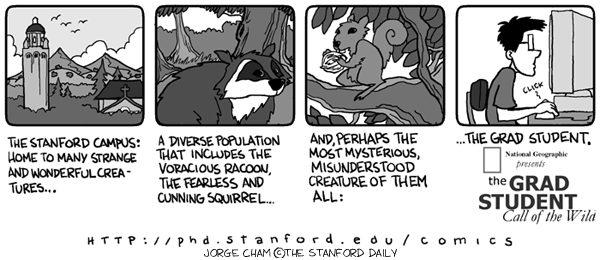 THE STANFORD CAMPUS:
HOME TO MANY STRANGE
AND WONDERFUL CREA-
TURES...
A DIVERSE POPULATION
THAT INCLUDES THE
VORACIOUS RACOON,
THE FEARLESS AND
CUNNING SQUIRREL...
AND, PERHAPS THE
MOST MYSTERIOUS,
MISUNDERSTOOD
CREATURE OF THEM
ALL:
CLICK
...THE GRAD STUDENT.
National Geographic
presents
the GRAD
STUDENT
Call of the Wild
HTTP://phd.stanford.edu/comics
JORGE CHAM ©THE STANFORD DAILY